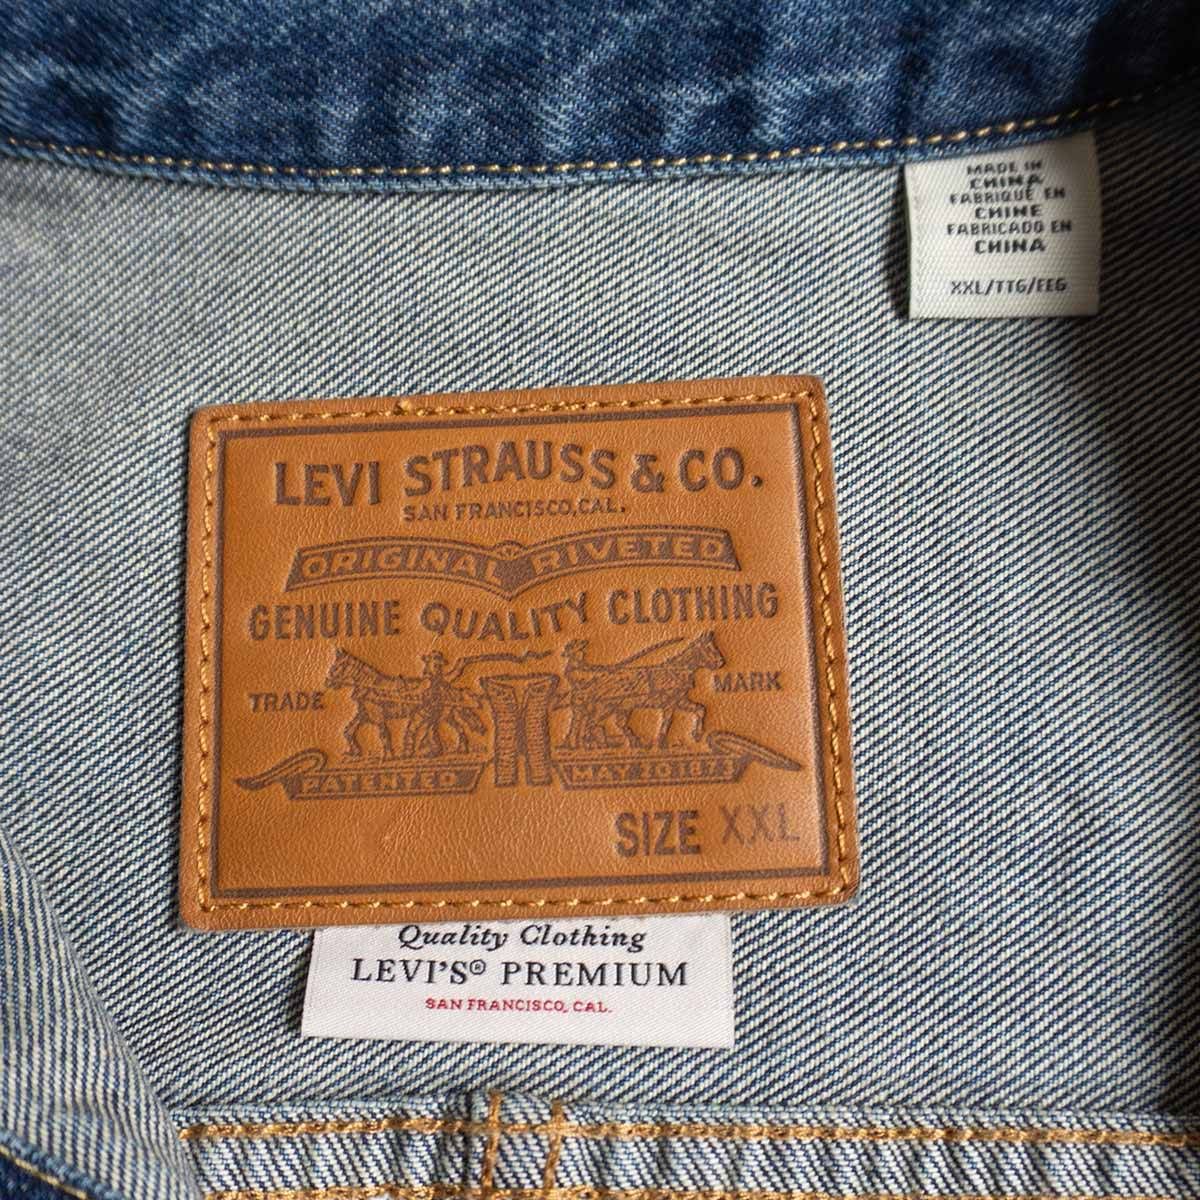 MADE IN
CHINA
FABRIQUÉ EN
CHINE
FABRICADO EN
CHINA
XXL/TTG/EEG
LEVI STRAUSS & CO.
SAN FRANCISCO, CAL.
ORIGINAL RIVETED
GENUINE QUALITY CLOTHING
TRADE MARK
PATENTED MAY 20 1873
SIZE XXL
Quality Clothing
LEVI'S® PREMIUM
SAN FRANCISCO, CAL.